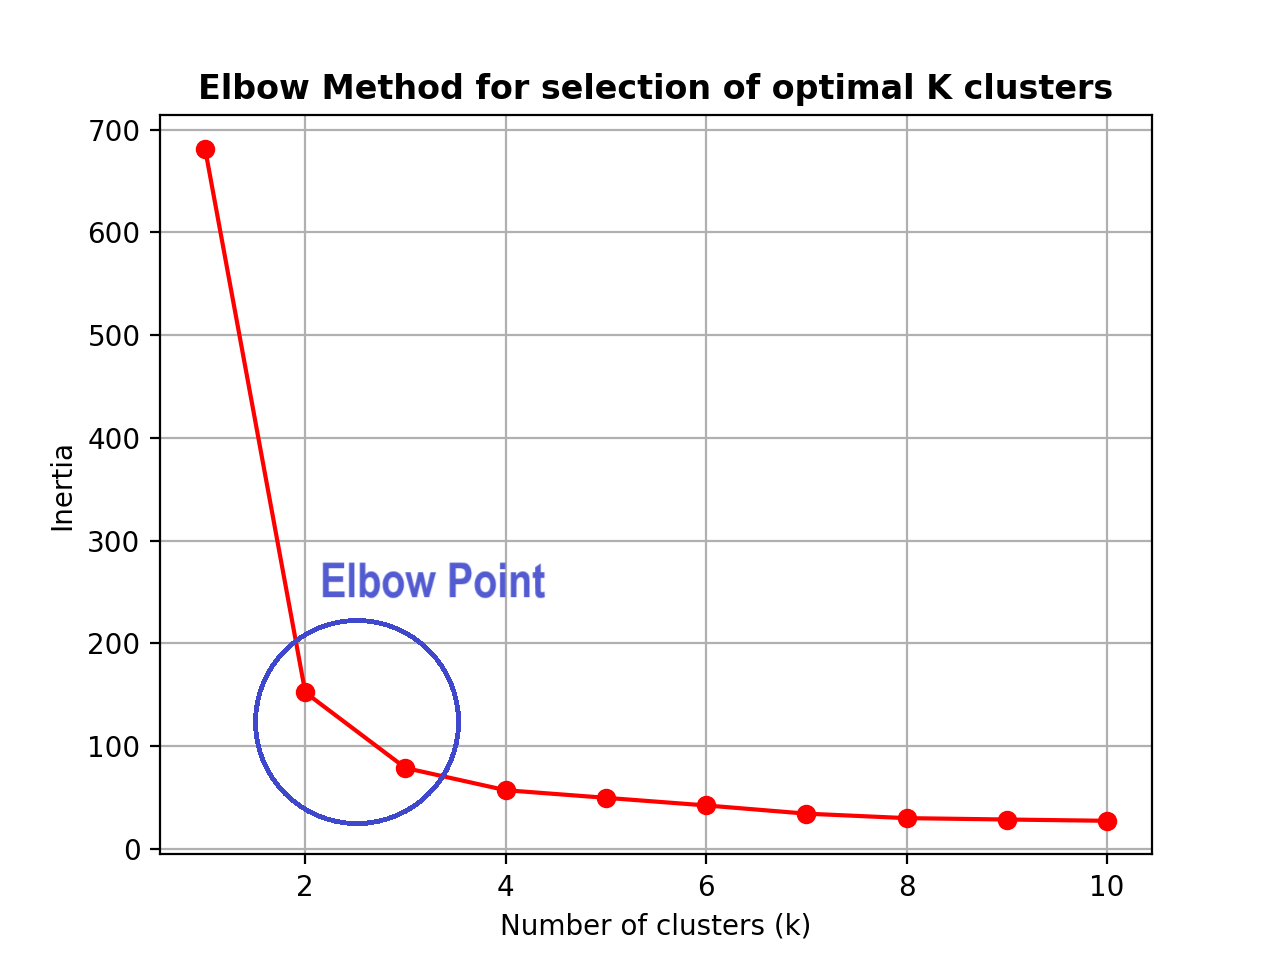 Elbow Method for selection of optimal K clusters
700
600
500
400
300
200
100
0
Inertia
Elbow Point
2 4 6 8 10
Number of clusters (k)